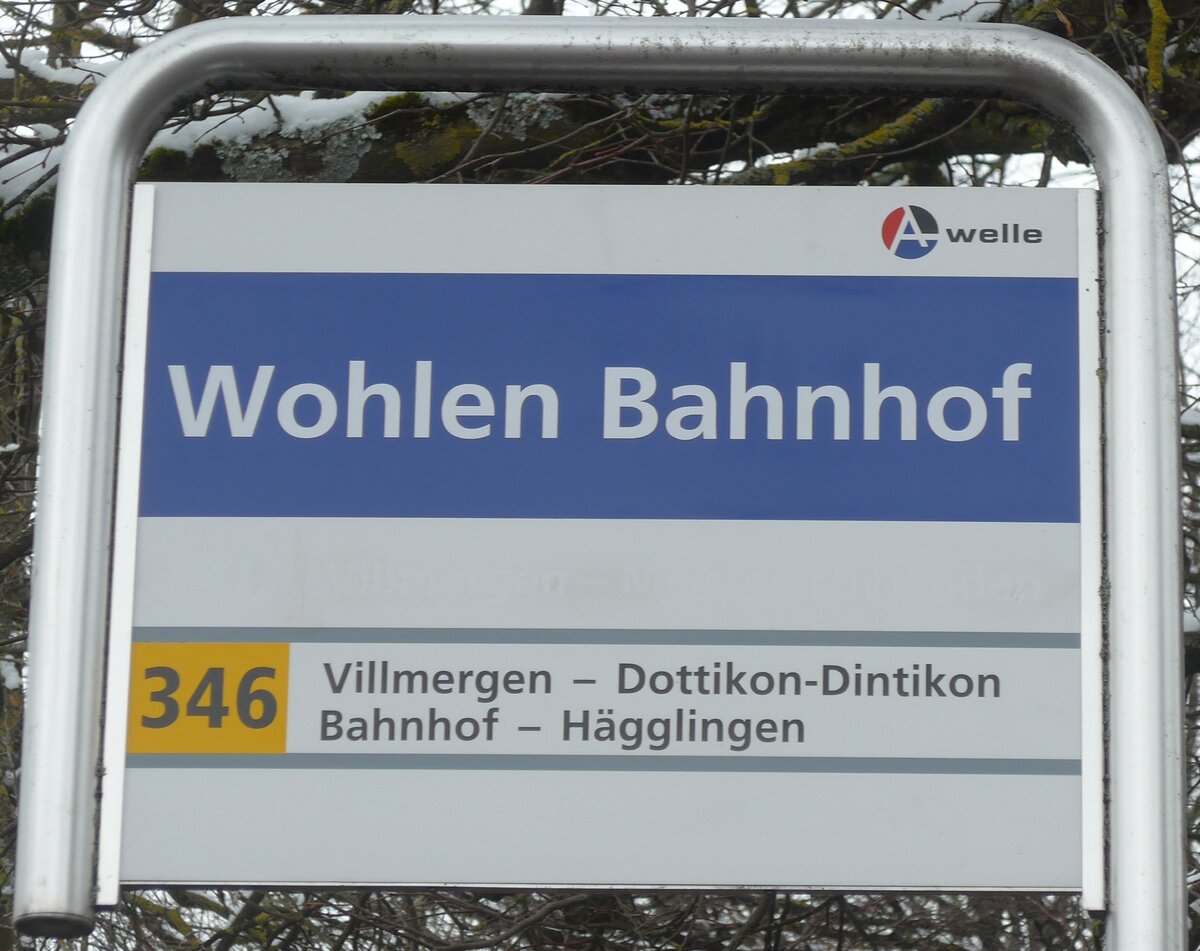 A welle
Wohlen Bahnhof
346
Villmergen – Dottikon-Dintikon
Bahnhof – Hägglingen